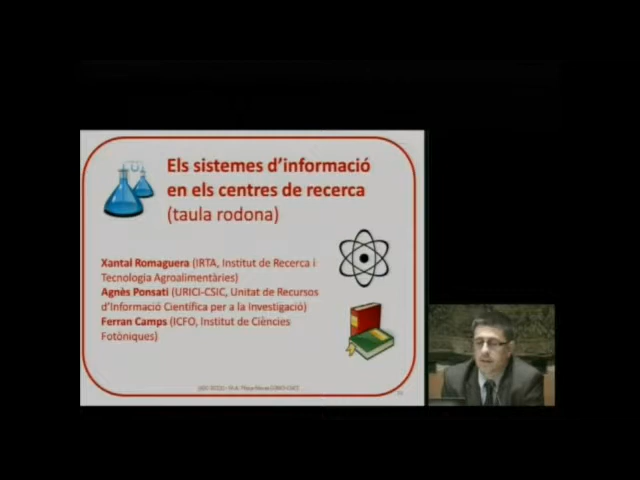 Els sistemes d'informació
en els centres de recerca
(taula rodona)
Xantal Romaguera (IRTA, Institut de Recerca i
Tecnologia Agroalimentàries)
Agnès Ponsati (URICI-CSIC, Unitat de Recursos
d'Informació Científica per a la Investigació)
Ferran Camps (ICFO, Institut de Ciències
Fotòniques)